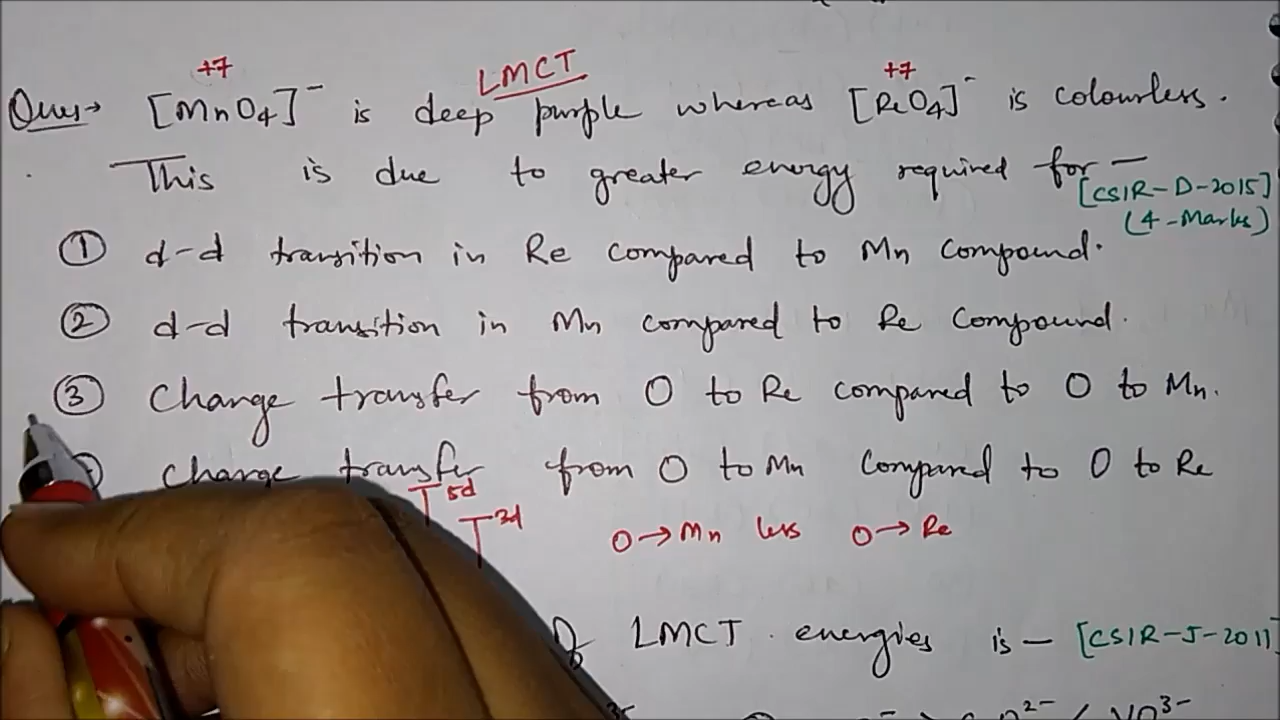 +7 LMCT +7
Ques→ [MnO4]⁻ is deep purple whereas [ReO4]⁻ is colourless.
This is due to greater energy required for —
[CSIR-D-2015]
(4-Marks)
① d-d transition in Re compared to Mn Compound.
② d-d transition in Mn compared to Re Compound.
③ Change transfer from O to Re compared to O to Mn.
Change transfer from O to Mn Compared to O to Re
5d
3d O→Mn less O→Re
of LMCT energies is — [CSIR-J-2011]